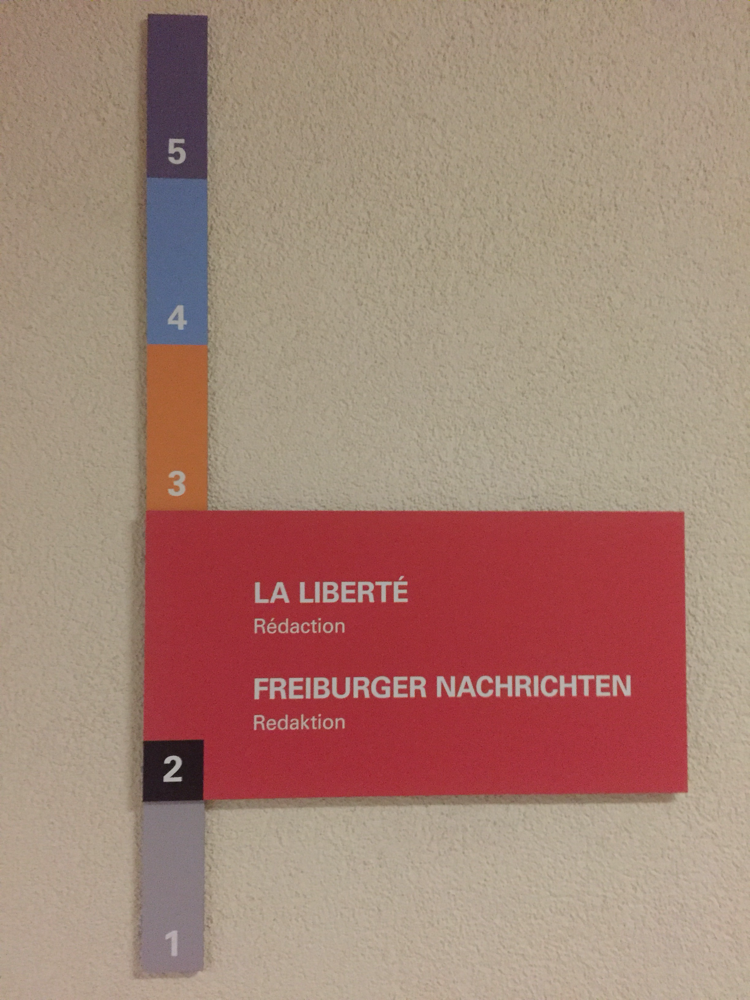 5
4
3
LA LIBERTÉ
Rédaction
FREIBURGER NACHRICHTEN
Redaktion
2
1